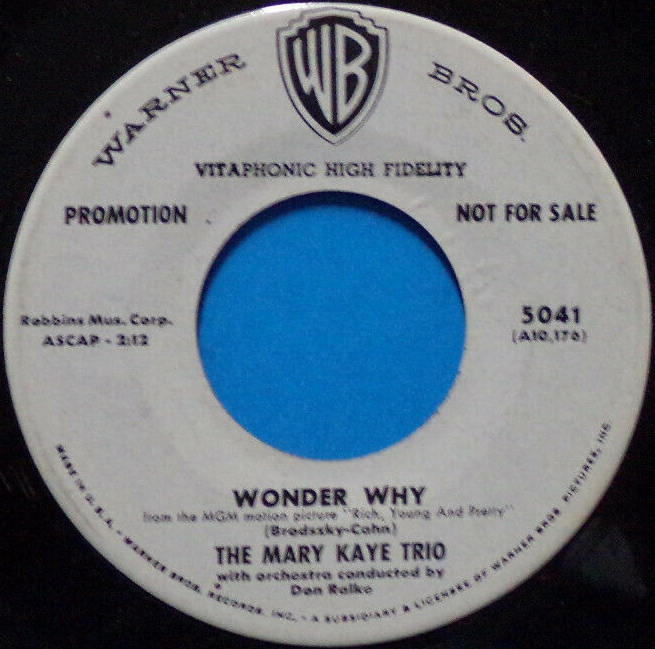 WB
WARNER BROS.
VITAPHONIC HIGH FIDELITY
PROMOTION
NOT FOR SALE
Robbins Mus. Corp.
ASCAP - 2:12
5041
(A10,176)
WONDER WHY
from the MGM motion picture "Rich, Young And Pretty"
(Brodszky-Cahn)
THE MARY KAYE TRIO
with orchestra conducted by
Don Ralke
MADE IN U.S.A. - WARNER BROS. RECORDS, INC. - A SUBSIDIARY & LICENSEE OF WARNER BROS PICTURES, INC.